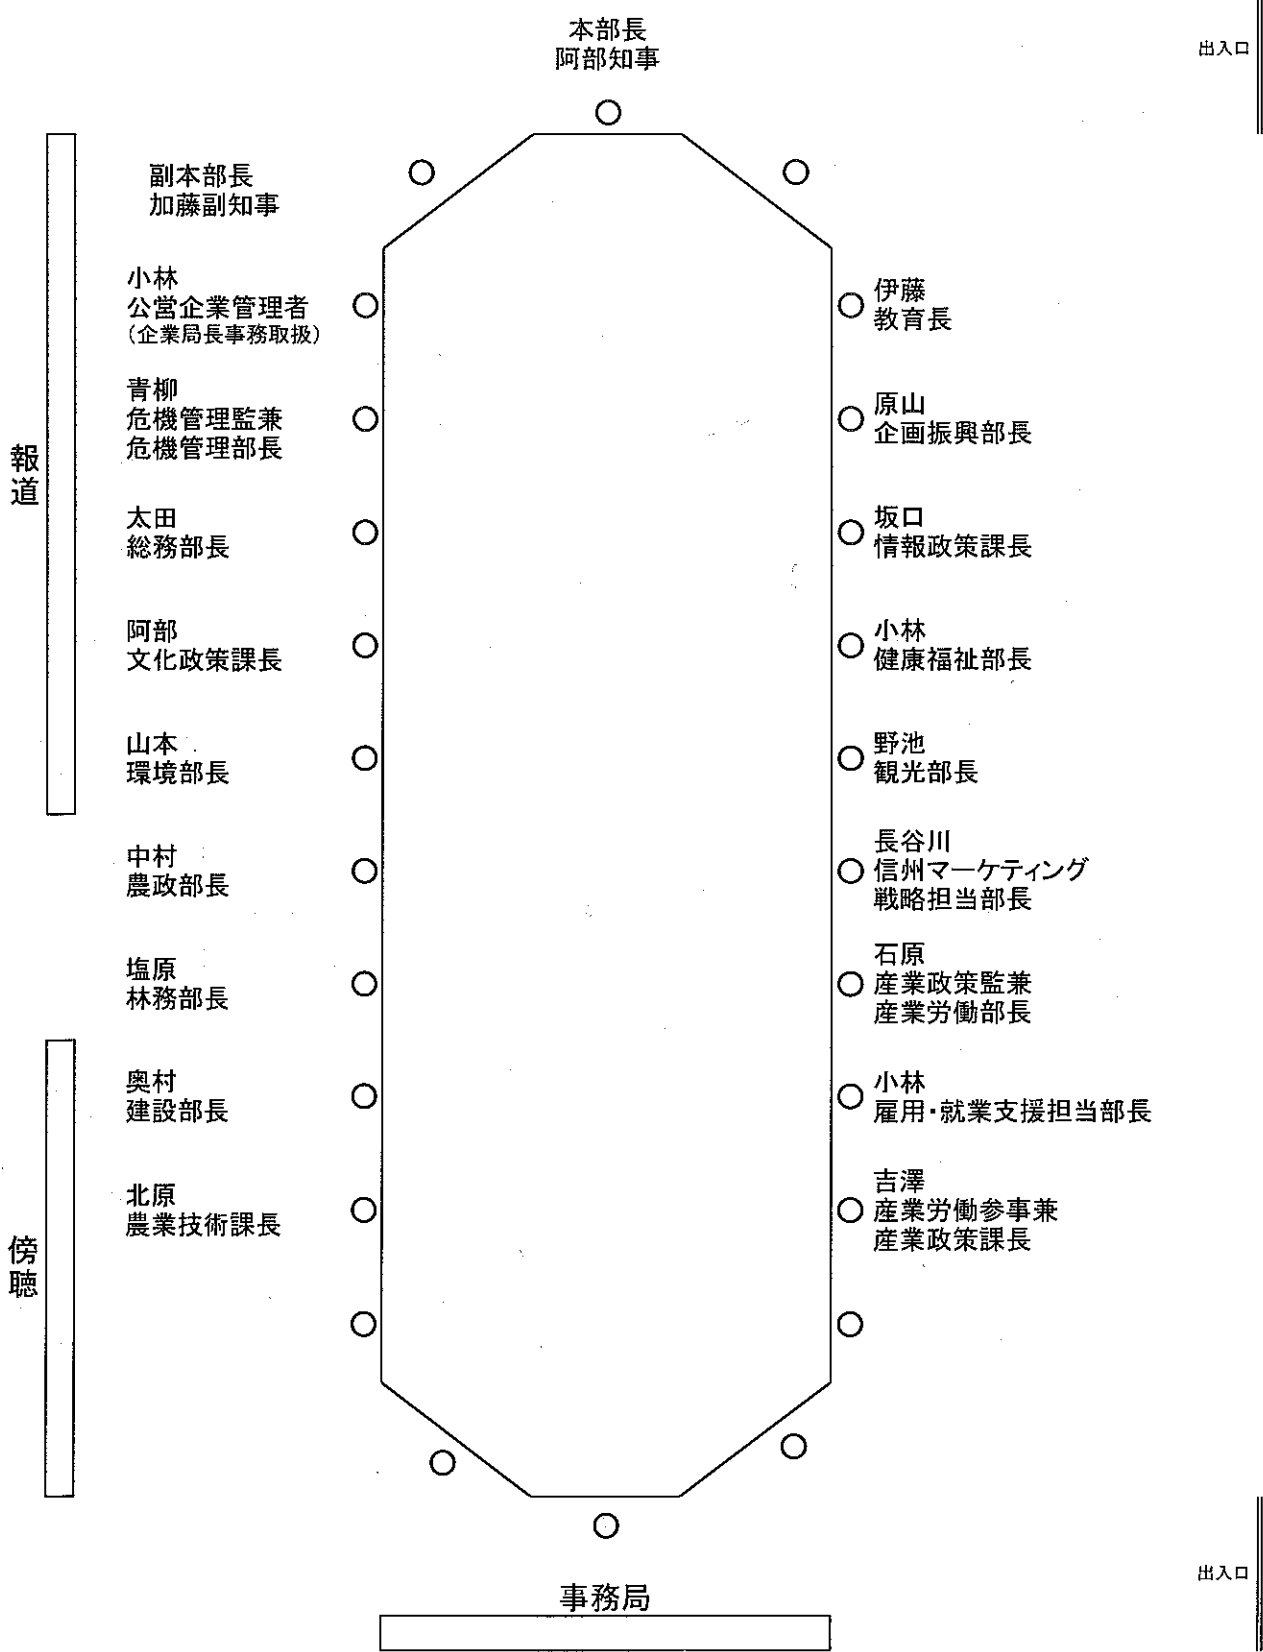 本部長
阿部知事
出入口
副本部長
加藤副知事
小林
公営企業管理者
(企業局長事務取扱)
青柳
危機管理監兼
危機管理部長
太田
総務部長
阿部
文化政策課長
山本
環境部長
中村
農政部長
塩原
林務部長
奥村
建設部長
北原
農業技術課長
報道
傍聴
伊藤
教育長
原山
企画振興部長
坂口
情報政策課長
小林
健康福祉部長
野池
観光部長
長谷川
信州マーケティング
戦略担当部長
石原
産業政策監兼
産業労働部長
小林
雇用・就業支援担当部長
吉澤
産業労働参事兼
産業政策課長
出入口
事務局